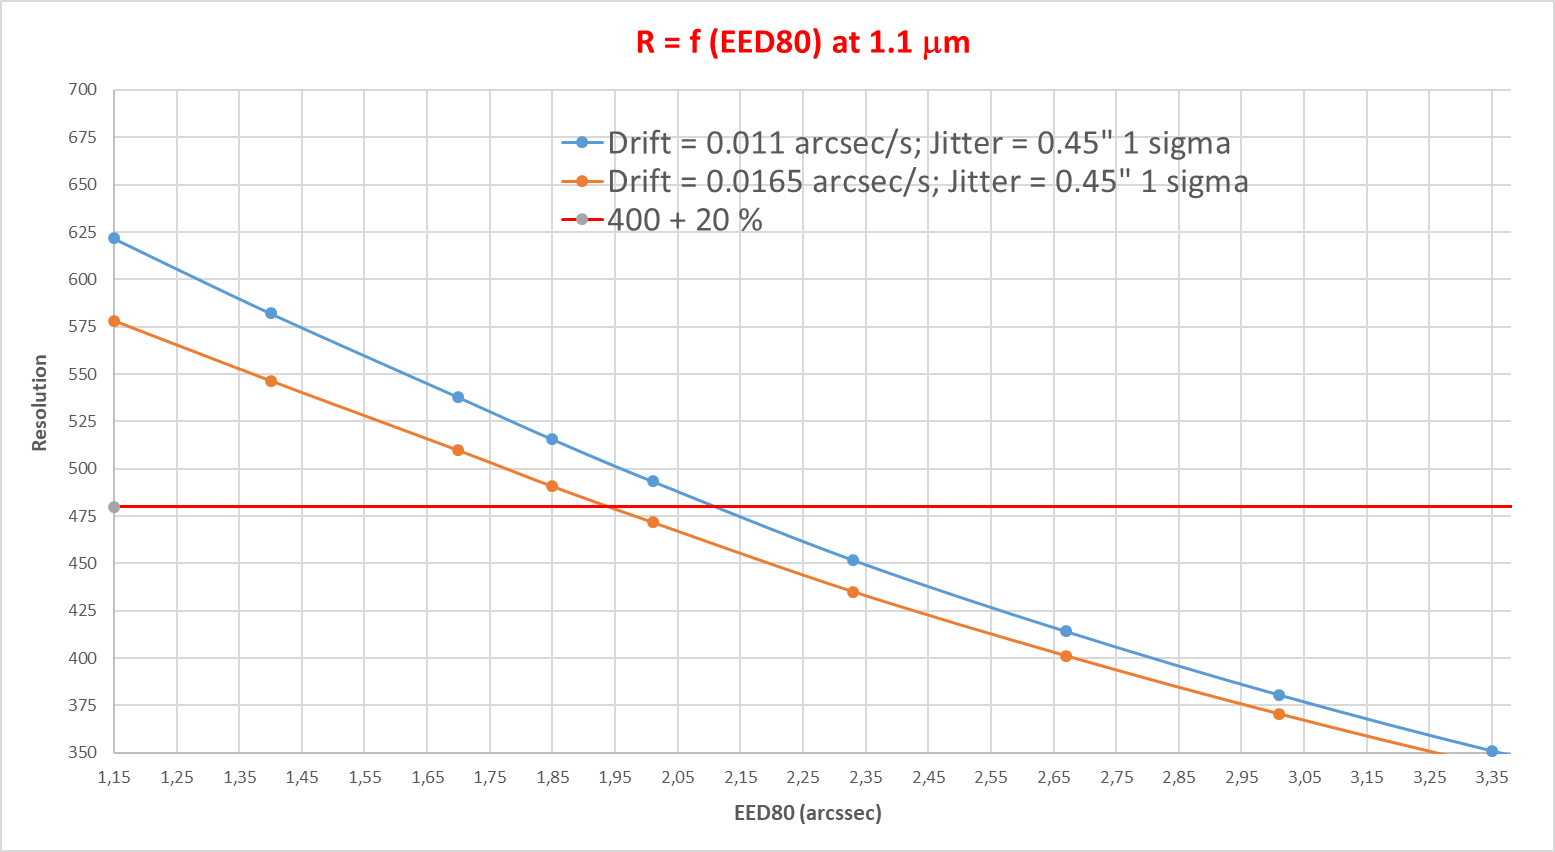 R = f (EED80) at 1.1 μm
Drift = 0.011 arcsec/s; Jitter = 0.45" 1 sigma
Drift = 0.0165 arcsec/s; Jitter = 0.45" 1 sigma
400 + 20 %
Resolution
700
675
650
625
600
575
550
525
500
475
450
425
400
375
350
1,15 1,25 1,35 1,45 1,55 1,65 1,75 1,85 1,95 2,05 2,15 2,25 2,35 2,45 2,55 2,65 2,75 2,85 2,95 3,05 3,15 3,25 3,35
EED80 (arcssec)